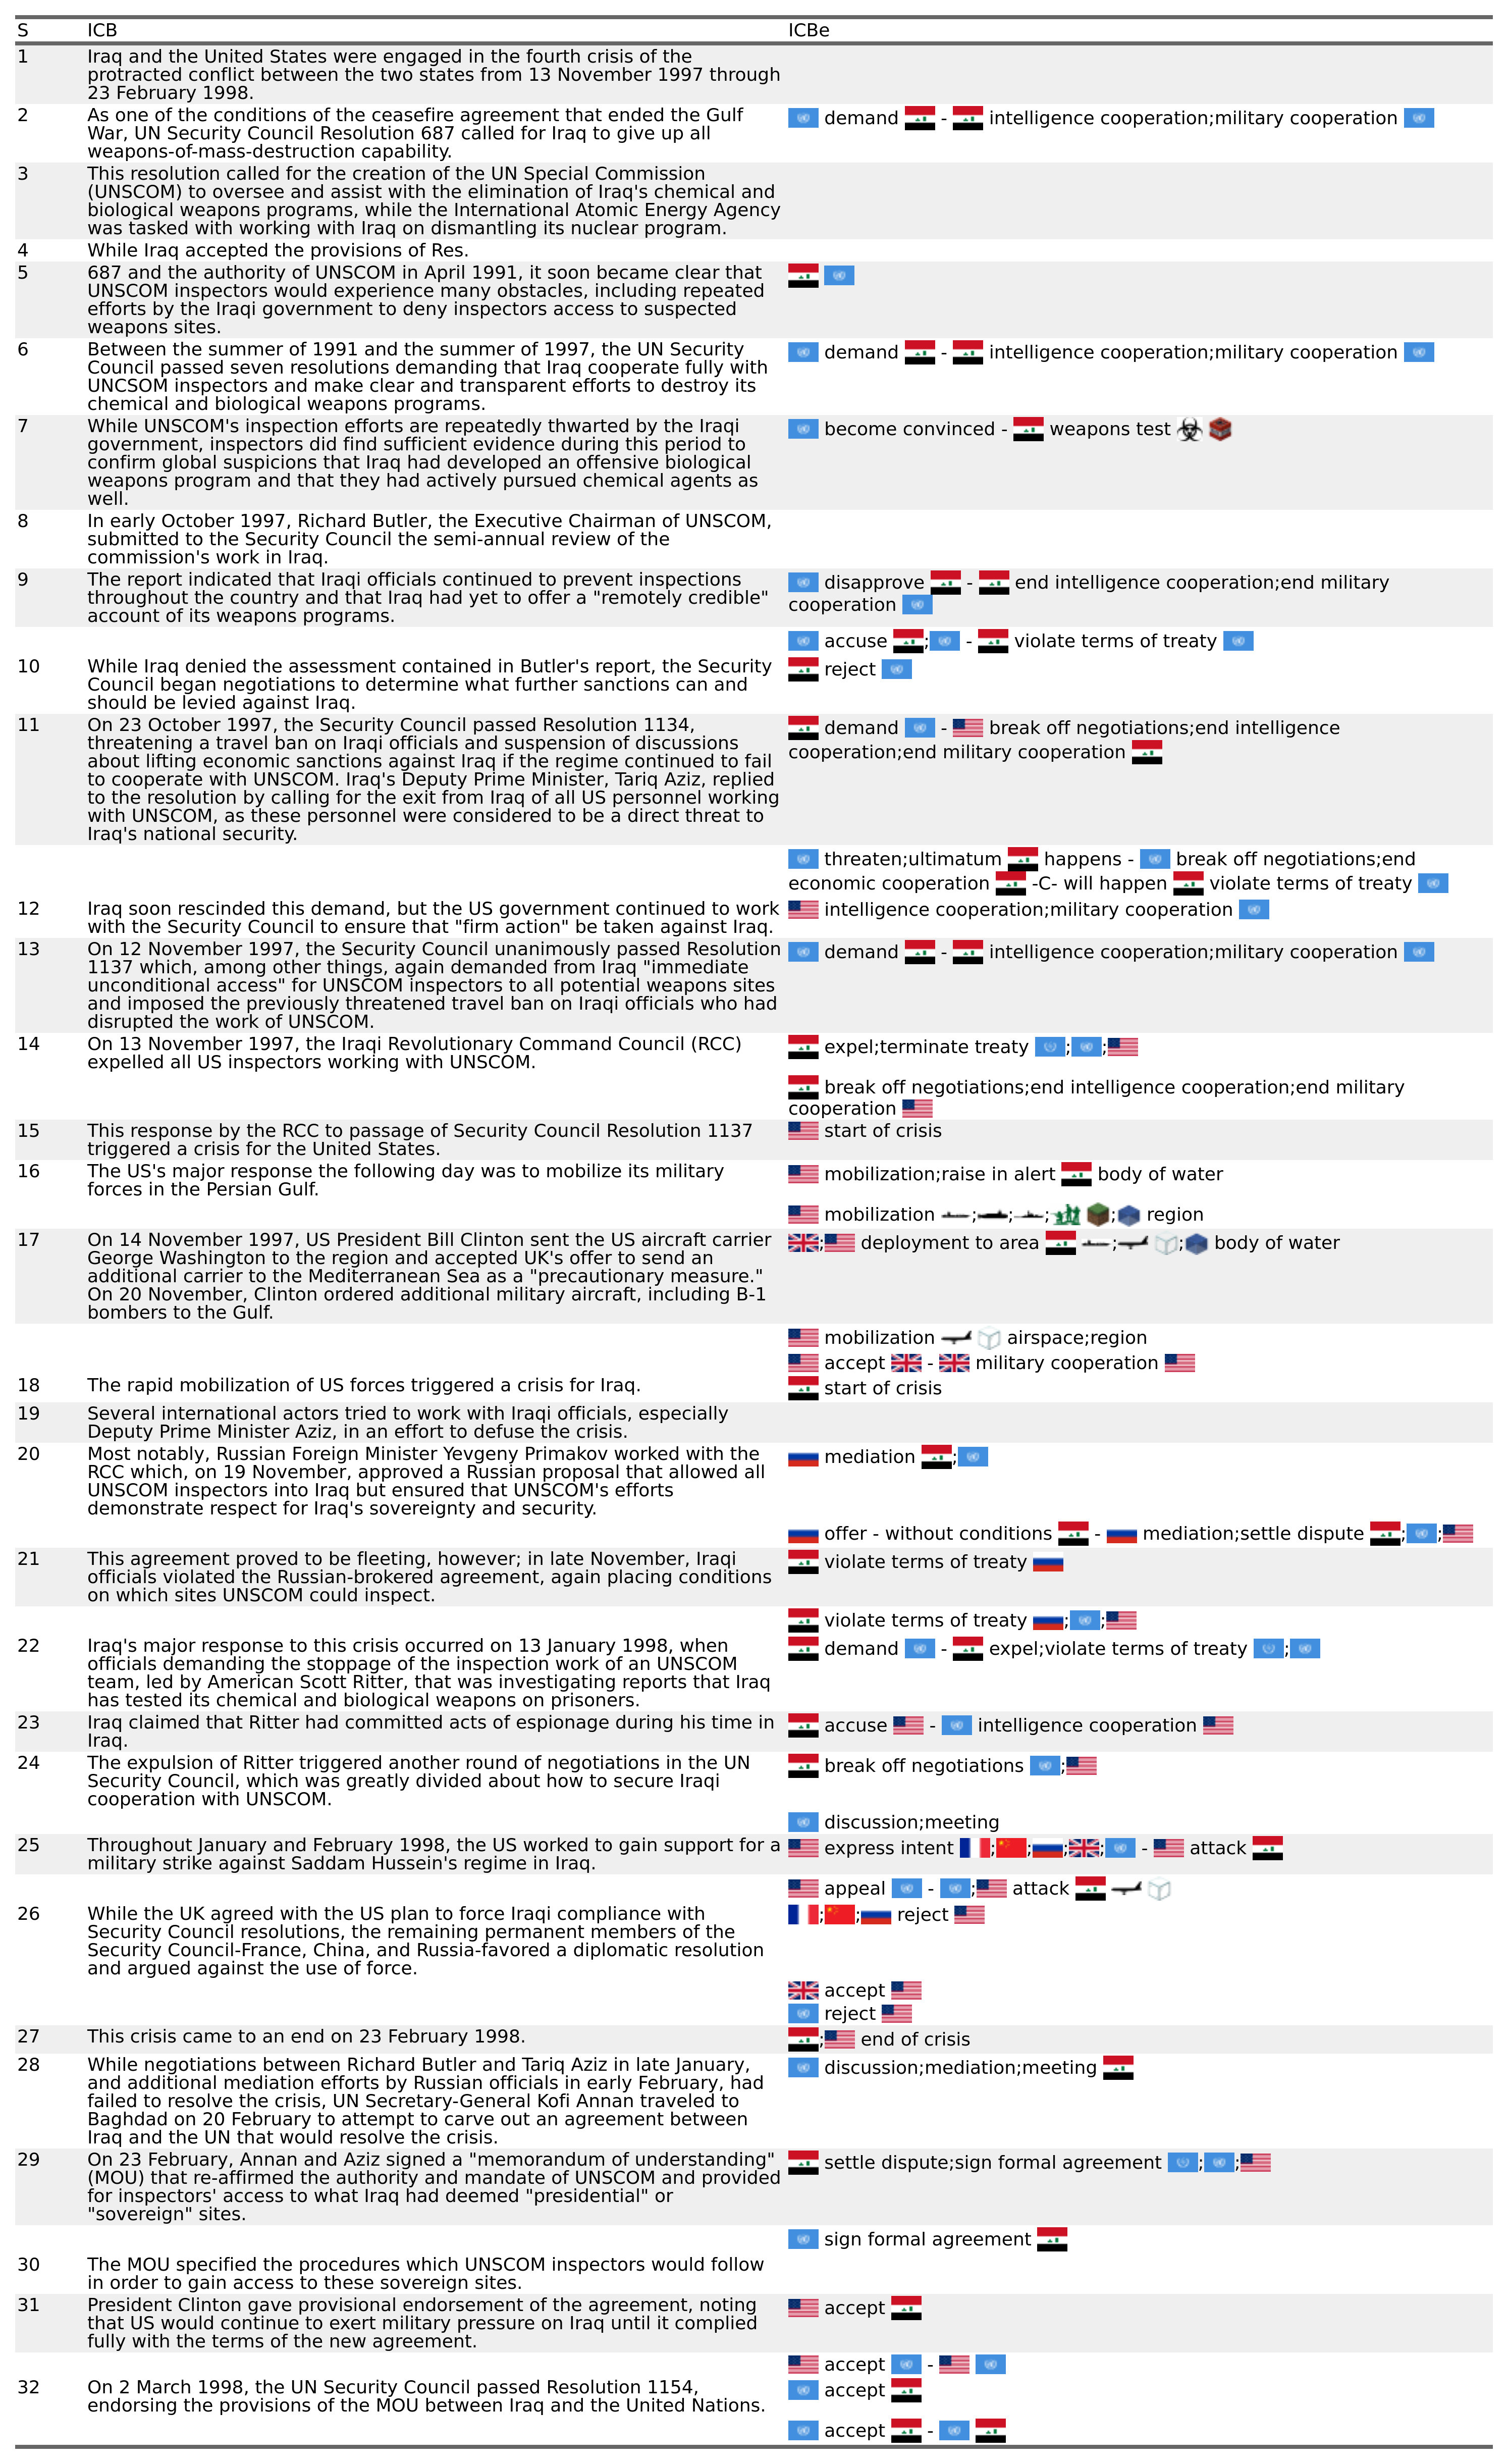 S ICB ICBe
1 Iraq and the United States were engaged in the fourth crisis of the
protracted conflict between the two states from 13 November 1997 through
23 February 1998.
2 As one of the conditions of the ceasefire agreement that ended the Gulf
War, UN Security Council Resolution 687 called for Iraq to give up all
weapons-of-mass-destruction capability.
demand - intelligence cooperation;military cooperation
3 This resolution called for the creation of the UN Special Commission
(UNSCOM) to oversee and assist with the elimination of Iraq's chemical and
biological weapons programs, while the International Atomic Energy Agency
was tasked with working with Iraq on dismantling its nuclear program.
4 While Iraq accepted the provisions of Res.
5 687 and the authority of UNSCOM in April 1991, it soon became clear that
UNSCOM inspectors would experience many obstacles, including repeated
efforts by the Iraqi government to deny inspectors access to suspected
weapons sites.
6 Between the summer of 1991 and the summer of 1997, the UN Security
Council passed seven resolutions demanding that Iraq cooperate fully with
UNCSOM inspectors and make clear and transparent efforts to destroy its
chemical and biological weapons programs.
demand - intelligence cooperation;military cooperation
7 While UNSCOM's inspection efforts are repeatedly thwarted by the Iraqi
government, inspectors did find sufficient evidence during this period to
confirm global suspicions that Iraq had developed an offensive biological
weapons program and that they had actively pursued chemical agents as
well.
become convinced - weapons test
8 In early October 1997, Richard Butler, the Executive Chairman of UNSCOM,
submitted to the Security Council the semi-annual review of the
commission's work in Iraq.
9 The report indicated that Iraqi officials continued to prevent inspections
throughout the country and that Iraq had yet to offer a "remotely credible"
account of its weapons programs.
disapprove - end intelligence cooperation;end military
cooperation
accuse ; - violate terms of treaty
10 While Iraq denied the assessment contained in Butler's report, the Security
Council began negotiations to determine what further sanctions can and
should be levied against Iraq.
reject
11 On 23 October 1997, the Security Council passed Resolution 1134,
threatening a travel ban on Iraqi officials and suspension of discussions
about lifting economic sanctions against Iraq if the regime continued to fail
to cooperate with UNSCOM. Iraq's Deputy Prime Minister, Tariq Aziz, replied
to the resolution by calling for the exit from Iraq of all US personnel working
with UNSCOM, as these personnel were considered to be a direct threat to
Iraq's national security.
demand - break off negotiations;end intelligence
cooperation;end military cooperation
threaten;ultimatum happens - break off negotiations;end
economic cooperation -C- will happen violate terms of treaty
12 Iraq soon rescinded this demand, but the US government continued to work
with the Security Council to ensure that "firm action" be taken against Iraq.
intelligence cooperation;military cooperation
13 On 12 November 1997, the Security Council unanimously passed Resolution
1137 which, among other things, again demanded from Iraq "immediate
unconditional access" for UNSCOM inspectors to all potential weapons sites
and imposed the previously threatened travel ban on Iraqi officials who had
disrupted the work of UNSCOM.
demand - intelligence cooperation;military cooperation
14 On 13 November 1997, the Iraqi Revolutionary Command Council (RCC)
expelled all US inspectors working with UNSCOM.
expel;terminate treaty ; ;
break off negotiations;end intelligence cooperation;end military
cooperation
15 This response by the RCC to passage of Security Council Resolution 1137
triggered a crisis for the United States.
start of crisis
16 The US's major response the following day was to mobilize its military
forces in the Persian Gulf.
mobilization;raise in alert body of water
mobilization ; ; ; ; region
17 On 14 November 1997, US President Bill Clinton sent the US aircraft carrier
George Washington to the region and accepted UK's offer to send an
additional carrier to the Mediterranean Sea as a "precautionary measure."
On 20 November, Clinton ordered additional military aircraft, including B-1
bombers to the Gulf.
; deployment to area ; ; body of water
mobilization airspace;region
accept - military cooperation
18 The rapid mobilization of US forces triggered a crisis for Iraq.
start of crisis
19 Several international actors tried to work with Iraqi officials, especially
Deputy Prime Minister Aziz, in an effort to defuse the crisis.
20 Most notably, Russian Foreign Minister Yevgeny Primakov worked with the
RCC which, on 19 November, approved a Russian proposal that allowed all
UNSCOM inspectors into Iraq but ensured that UNSCOM's efforts
demonstrate respect for Iraq's sovereignty and security.
mediation ;
offer - without conditions - mediation;settle dispute ; ;
21 This agreement proved to be fleeting, however; in late November, Iraqi
officials violated the Russian-brokered agreement, again placing conditions
on which sites UNSCOM could inspect.
violate terms of treaty
violate terms of treaty ; ;
22 Iraq's major response to this crisis occurred on 13 January 1998, when
officials demanding the stoppage of the inspection work of an UNSCOM
team, led by American Scott Ritter, that was investigating reports that Iraq
has tested its chemical and biological weapons on prisoners.
demand - expel;violate terms of treaty ;
23 Iraq claimed that Ritter had committed acts of espionage during his time in
Iraq.
accuse - intelligence cooperation
24 The expulsion of Ritter triggered another round of negotiations in the UN
Security Council, which was greatly divided about how to secure Iraqi
cooperation with UNSCOM.
break off negotiations ;
discussion;meeting
25 Throughout January and February 1998, the US worked to gain support for a
military strike against Saddam Hussein's regime in Iraq.
express intent ; ; ; ; - attack
appeal - ; attack
26 While the UK agreed with the US plan to force Iraqi compliance with
Security Council resolutions, the remaining permanent members of the
Security Council-France, China, and Russia-favored a diplomatic resolution
and argued against the use of force.
; ; reject
accept
reject
27 This crisis came to an end on 23 February 1998.
; end of crisis
28 While negotiations between Richard Butler and Tariq Aziz in late January,
and additional mediation efforts by Russian officials in early February, had
failed to resolve the crisis, UN Secretary-General Kofi Annan traveled to
Baghdad on 20 February to attempt to carve out an agreement between
Iraq and the UN that would resolve the crisis.
discussion;mediation;meeting
29 On 23 February, Annan and Aziz signed a "memorandum of understanding"
(MOU) that re-affirmed the authority and mandate of UNSCOM and provided
for inspectors' access to what Iraq had deemed "presidential" or
"sovereign" sites.
settle dispute;sign formal agreement ; ;
sign formal agreement
30 The MOU specified the procedures which UNSCOM inspectors would follow
in order to gain access to these sovereign sites.
31 President Clinton gave provisional endorsement of the agreement, noting
that US would continue to exert military pressure on Iraq until it complied
fully with the terms of the new agreement.
accept
accept -
32 On 2 March 1998, the UN Security Council passed Resolution 1154,
endorsing the provisions of the MOU between Iraq and the United Nations.
accept
accept -